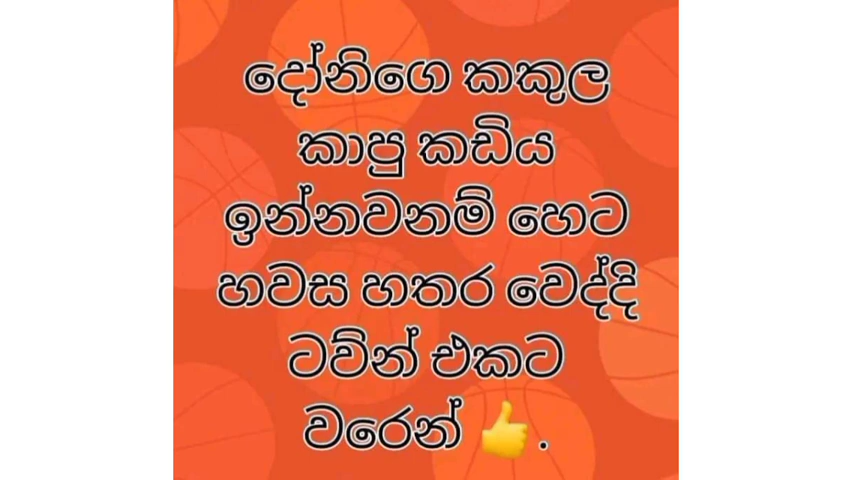 දෝනිගෙ කකුල
කාපු කඩිය
ඉන්නවනම් හෙට
හවස හතර වෙද්දි
ටව්න් එකට
වරෙන් 👍.